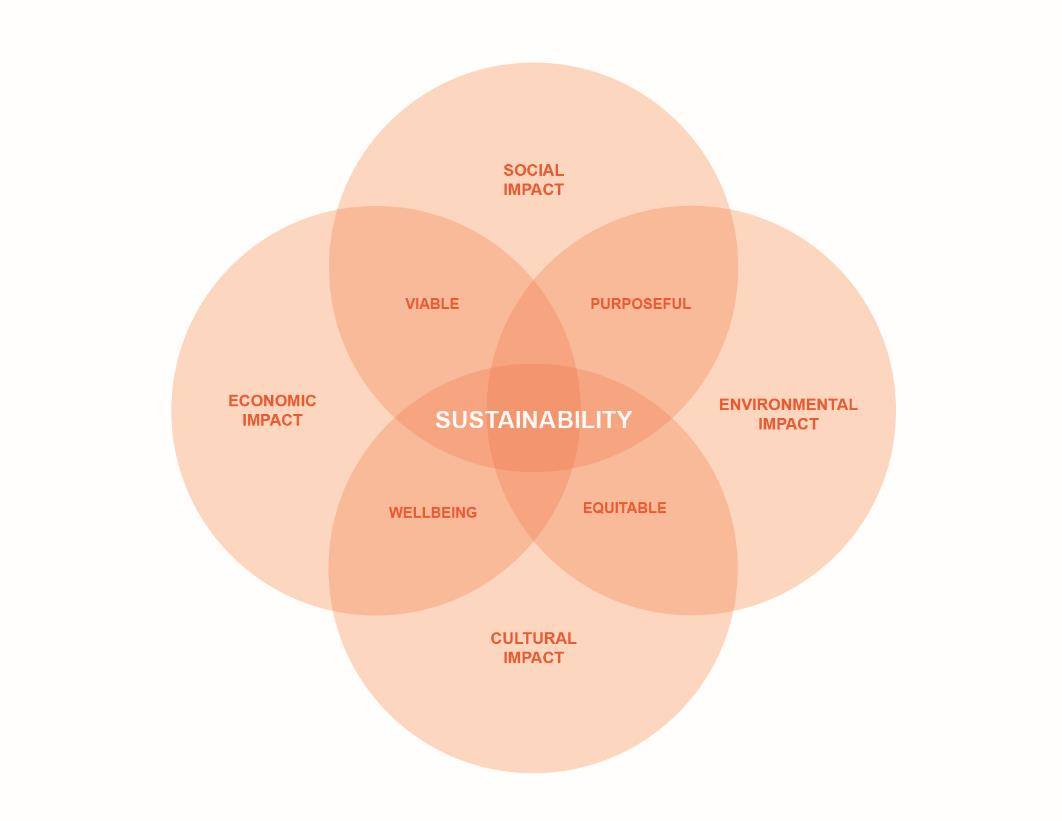 SOCIAL
IMPACT
VIABLE
PURPOSEFUL
ECONOMIC
IMPACT
ENVIRONMENTAL
IMPACT
SUSTAINABILITY
WELLBEING
EQUITABLE
CULTURAL
IMPACT